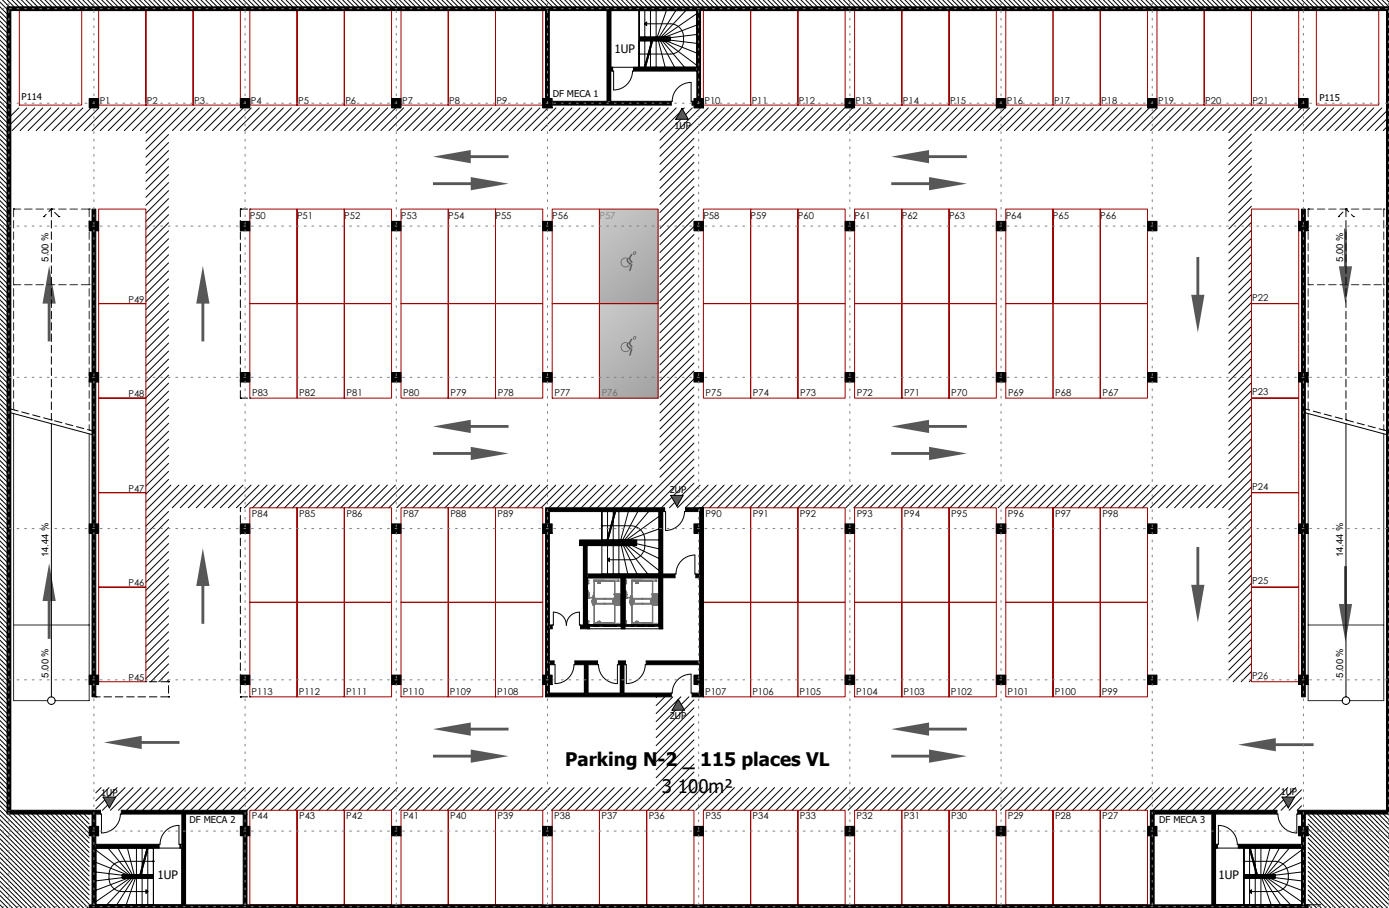 1UP
DF MECA 1
P114
P1 P2 P3 P4 P5 P6 P7 P8 P9 P10 P11 P12 P13 P14 P15 P16 P17 P18 P19 P20 P21
P115
1UP
P50 P51 P52 P53 P54 P55 P56 P57 P58 P59 P60 P61 P62 P63 P64 P65 P66
5.00 %
5.00 %
P49
P22
P48
P23
P83 P82 P81 P80 P79 P78 P77 P76 P75 P74 P73 P72 P71 P70 P69 P68 P67
P47
P24
2UP
P84 P85 P86 P87 P88 P89 P90 P91 P92 P93 P94 P95 P96 P97 P98
14.44 %
14.44 %
P46
P25
5.00 %
5.00 %
P45
P26
P113 P112 P111 P110 P109 P108 P107 P106 P105 P104 P103 P102 P101 P100 P99
2UP
Parking N-2 _ 115 places VL
3 100m²
1UP
1UP
DF MECA 2
P44 P43 P42 P41 P40 P39 P38 P37 P36 P35 P34 P33 P32 P31 P30 P29 P28 P27
DF MECA 3
1UP
1UP